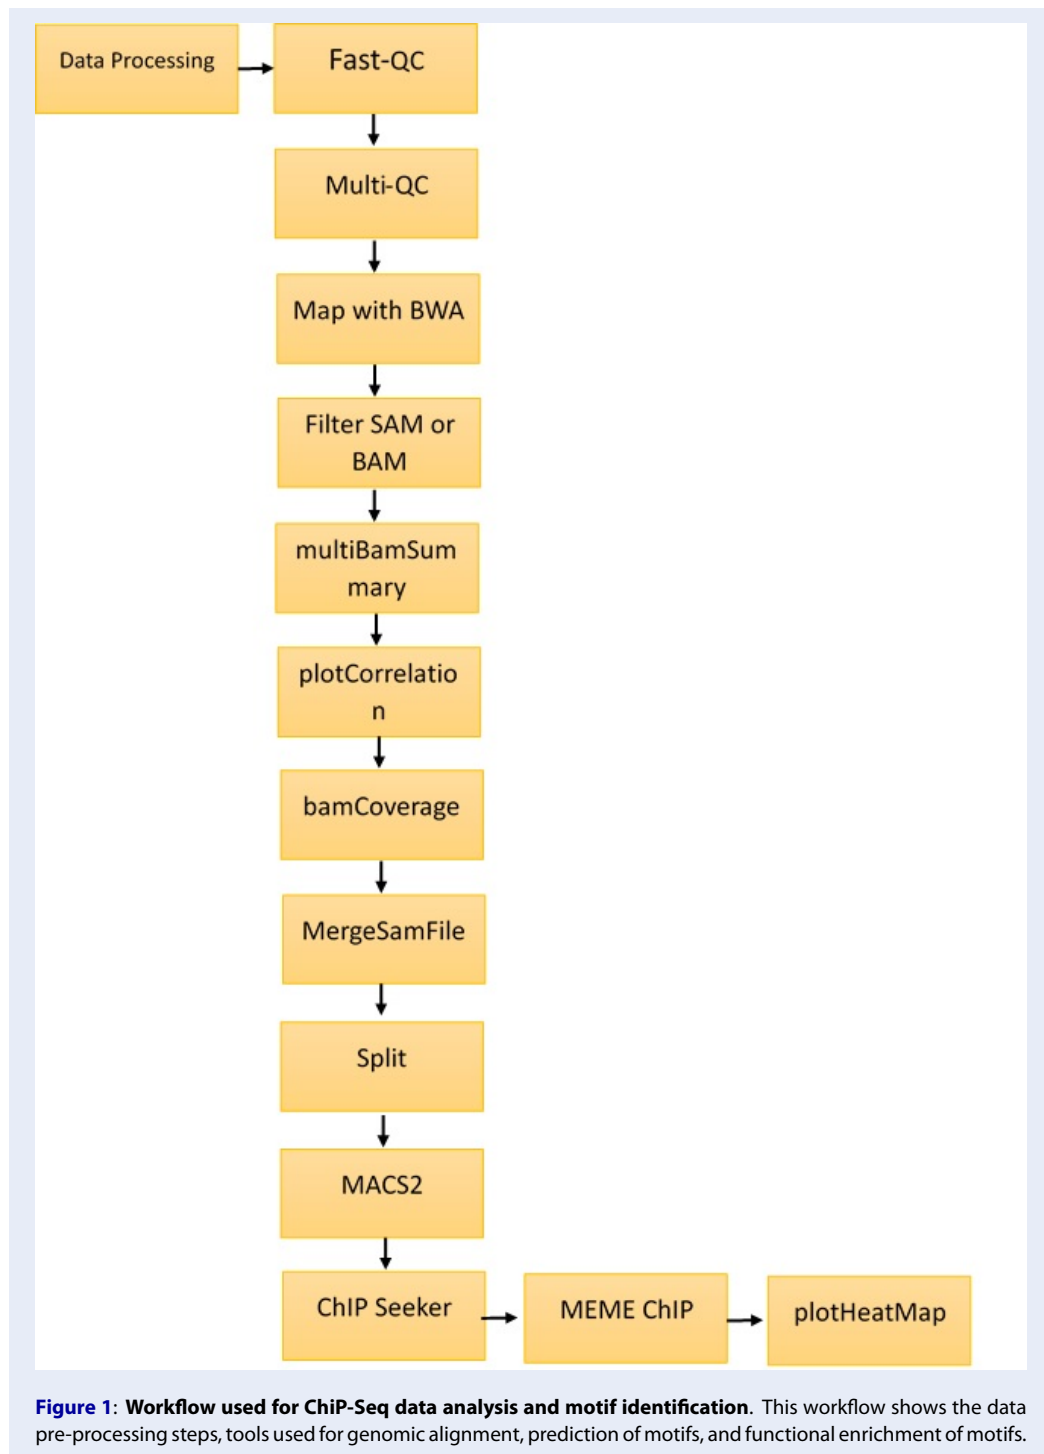 Data Processing
Fast-QC
Multi-QC
Map with BWA
Filter SAM or
BAM
multiBamSum
mary
plotCorrelatio
n
bamCoverage
MergeSamFile
Split
MACS2
ChIP Seeker
MEME ChIP
plotHeatMap
Figure 1: Workflow used for ChiP-Seq data analysis and motif identification. This workflow shows the data
pre-processing steps, tools used for genomic alignment, prediction of motifs, and functional enrichment of motifs.